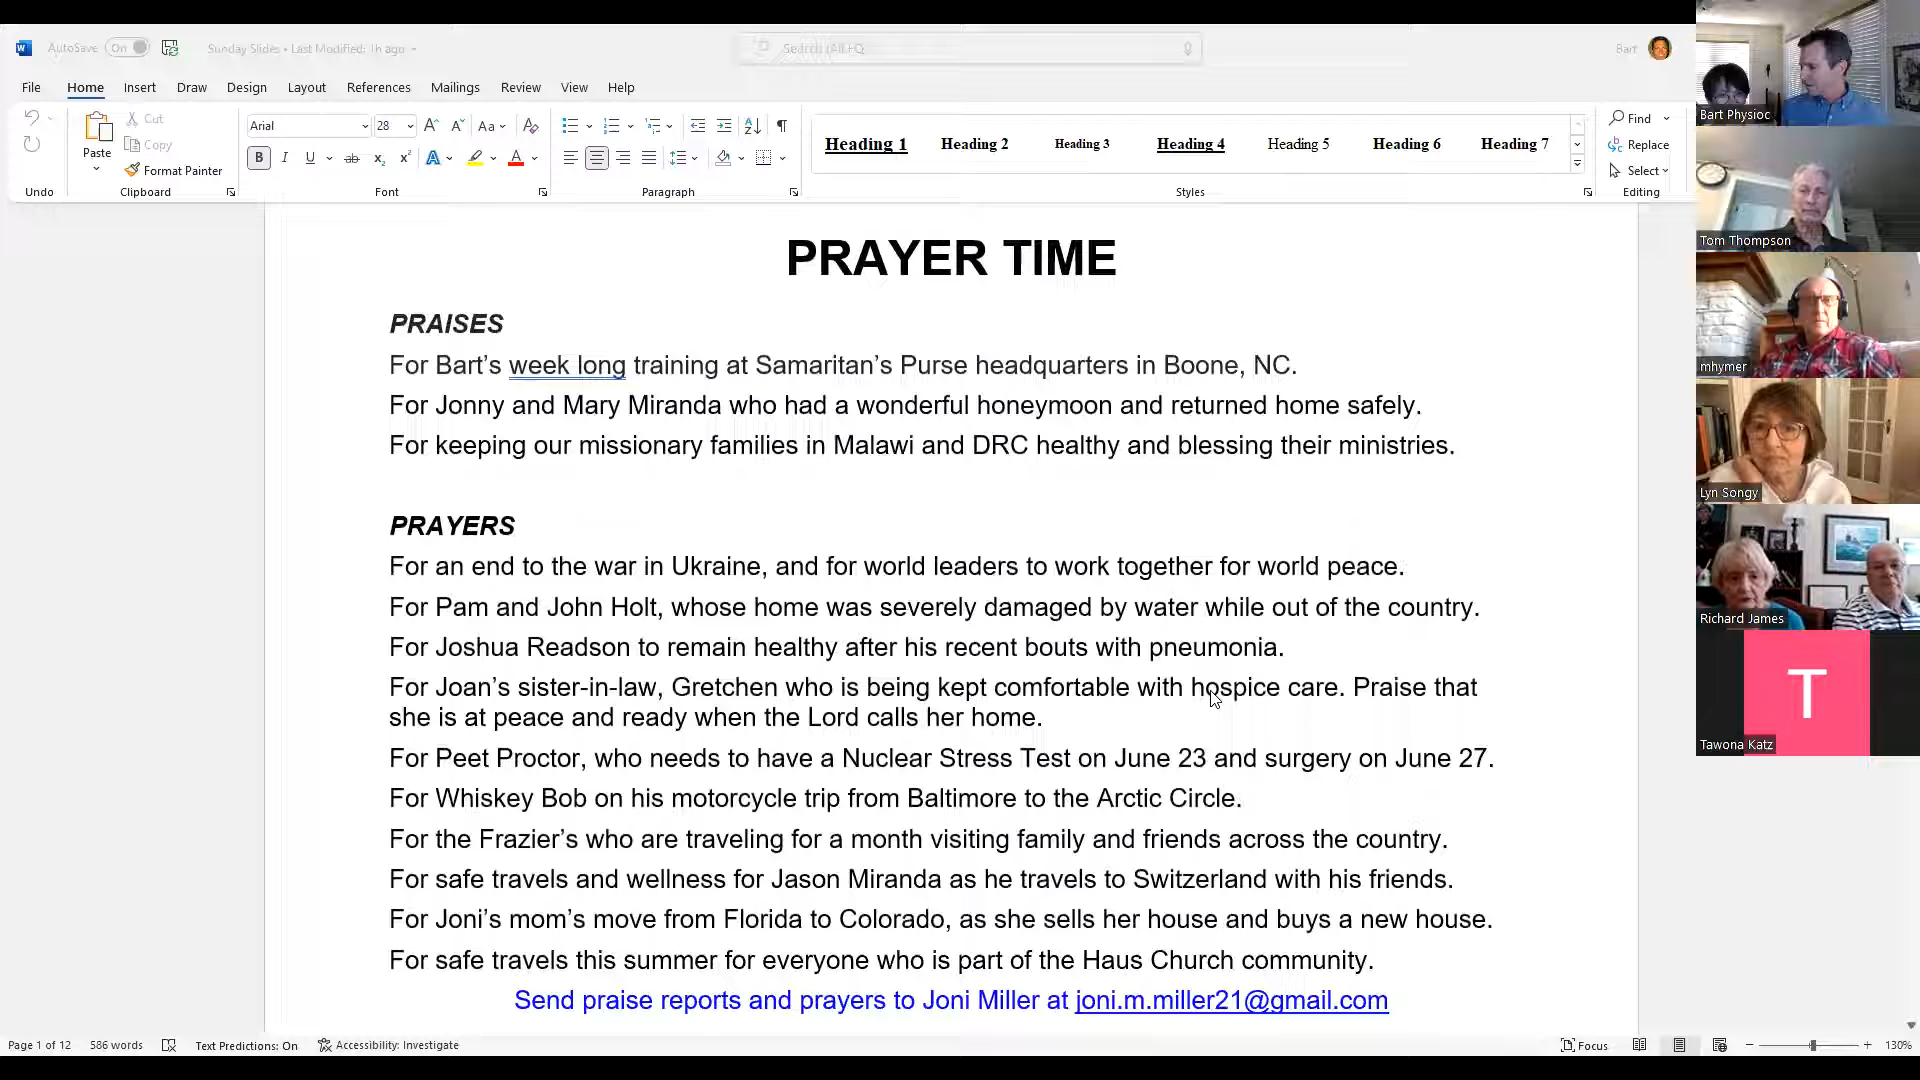 AutoSave On Sunday Slides • Last Modified: 1h ago Search (Alt+Q) Bart
File Home Insert Draw Design Layout References Mailings Review View Help
Paste Cut Copy Format Painter
Arial 28
Heading 1 Heading 2 Heading 3 Heading 4 Heading 5 Heading 6 Heading 7
Find Replace Select
Undo Clipboard Font Paragraph Styles Editing
PRAYER TIME
PRAISES
For Bart’s week long training at Samaritan’s Purse headquarters in Boone, NC.
For Jonny and Mary Miranda who had a wonderful honeymoon and returned home safely.
For keeping our missionary families in Malawi and DRC healthy and blessing their ministries.
PRAYERS
For an end to the war in Ukraine, and for world leaders to work together for world peace.
For Pam and John Holt, whose home was severely damaged by water while out of the country.
For Joshua Readson to remain healthy after his recent bouts with pneumonia.
For Joan’s sister-in-law, Gretchen who is being kept comfortable with hospice care. Praise that
she is at peace and ready when the Lord calls her home.
For Peet Proctor, who needs to have a Nuclear Stress Test on June 23 and surgery on June 27.
For Whiskey Bob on his motorcycle trip from Baltimore to the Arctic Circle.
For the Frazier’s who are traveling for a month visiting family and friends across the country.
For safe travels and wellness for Jason Miranda as he travels to Switzerland with his friends.
For Joni’s mom’s move from Florida to Colorado, as she sells her house and buys a new house.
For safe travels this summer for everyone who is part of the Haus Church community.
Send praise reports and prayers to Joni Miller at joni.m.miller21@gmail.com
Page 1 of 12 586 words Text Predictions: On Accessibility: Investigate Focus 130%
Bart Physioc
Tom Thompson
mhymer
Lyn Songy
Richard James
T
Tawona Katz